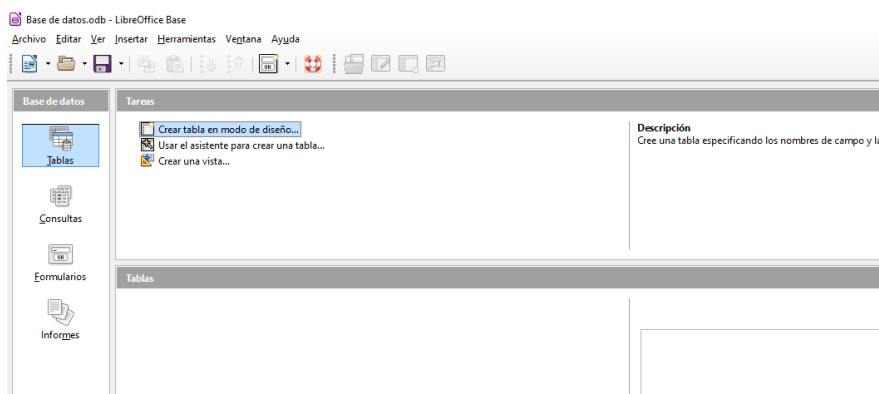 Base de datos.odb - LibreOffice Base
Archivo Editar Ver Insertar Herramientas Ventana Ayuda
Base de datos
Tareas
Tablas
Consultas
Formularios
Informes
Crear tabla en modo de diseño...
Usar el asistente para crear una tabla...
Crear una vista...
Descripción
Cree una tabla especificando los nombres de campo y la
Tablas